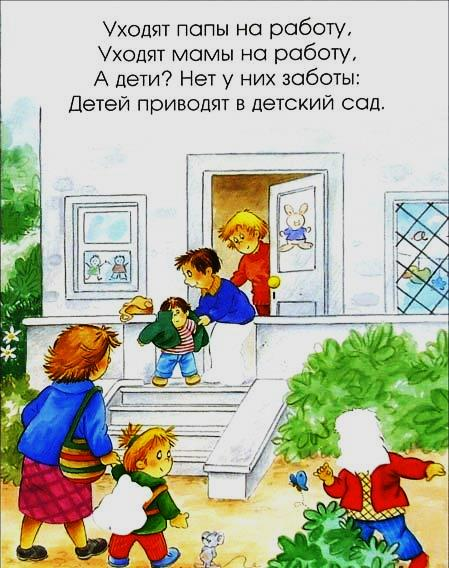 Уходят папы на работу,
Уходят мамы на работу,
А дети? Нет у них заботы:
Детей приводят в детский сад.